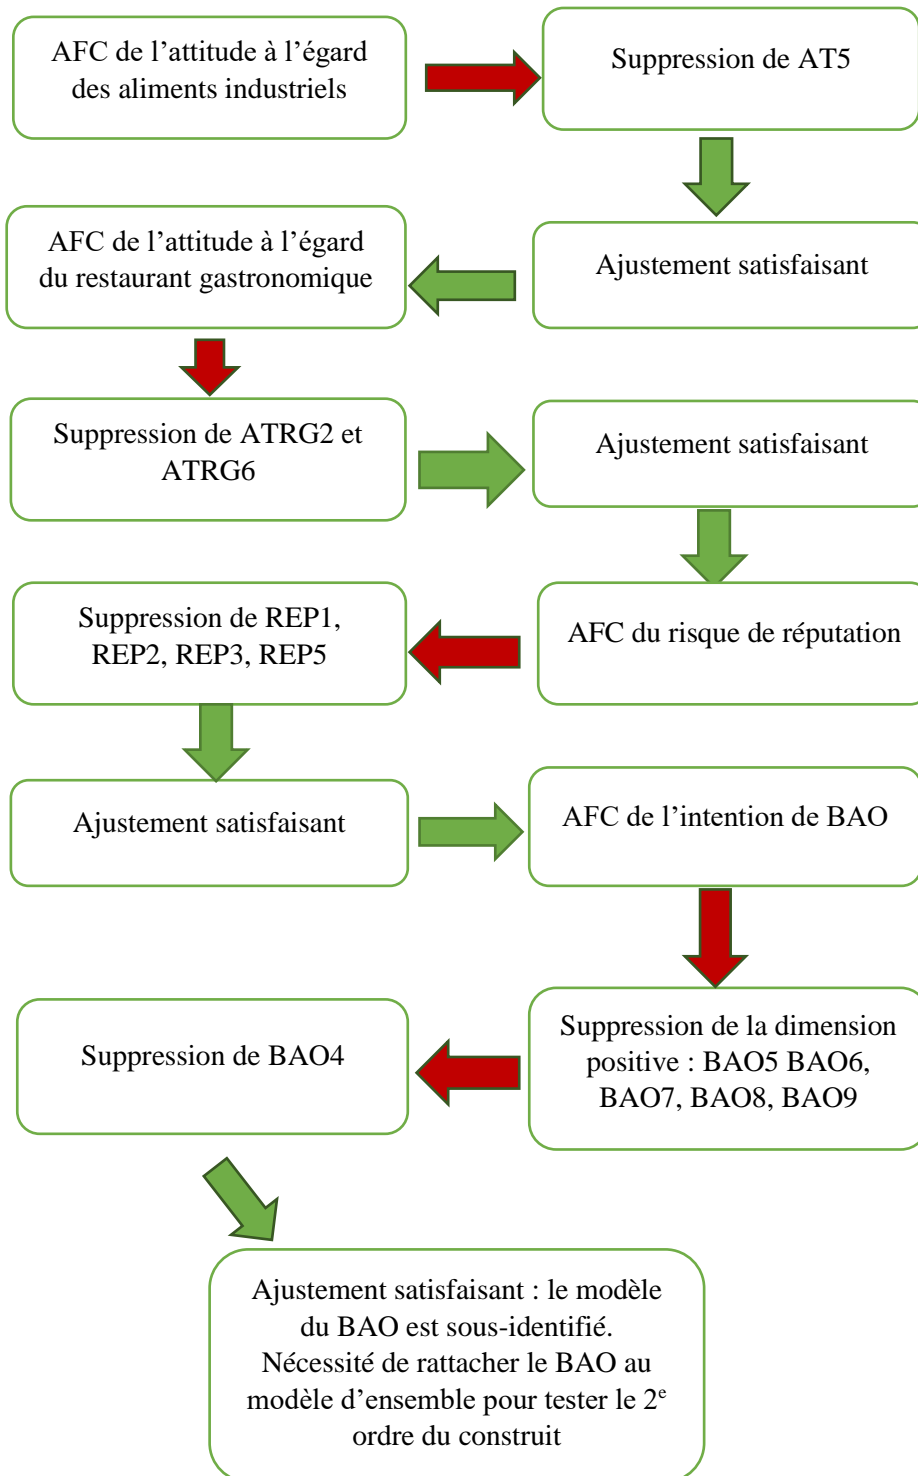 AFC de l’attitude à l’égard
des aliments industriels
Suppression de AT5
Ajustement satisfaisant
AFC de l’attitude à l’égard
du restaurant gastronomique
Suppression de ATRG2 et
ATRG6
Ajustement satisfaisant
AFC du risque de réputation
Suppression de REP1,
REP2, REP3, REP5
Ajustement satisfaisant
AFC de l’intention de BAO
Suppression de la dimension
positive : BAO5 BAO6,
BAO7, BAO8, BAO9
Suppression de BAO4
Ajustement satisfaisant : le modèle
du BAO est sous-identifié.
Nécessité de rattacher le BAO au
modèle d’ensemble pour tester le 2e
ordre du construit